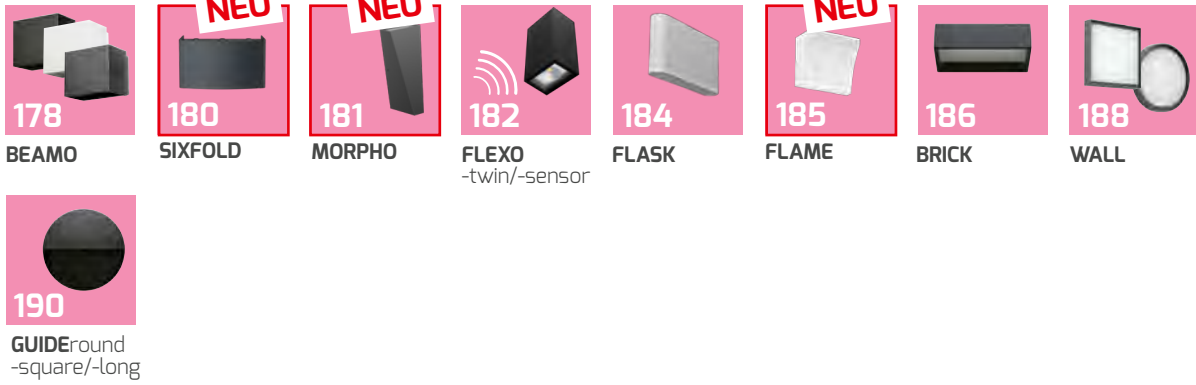 NEU
178
BEAMO
NEU
180
SIXFOLD
NEU
181
MORPHO
182
FLEXO
-twin/-sensor
184
FLASK
NEU
185
FLAME
186
BRICK
188
WALL
190
GUIDEround
-square/-long